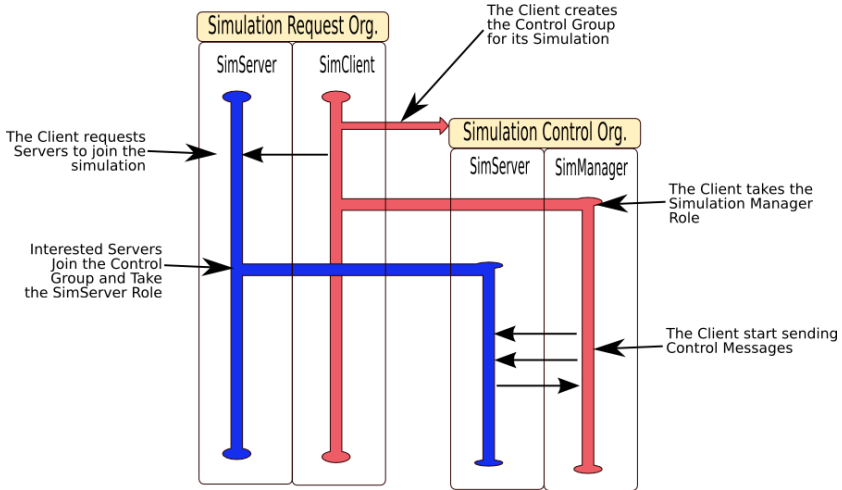 The Client creates
the Control Group
for its Simulation
Simulation Request Org.
SimServer
SimClient
The Client requests
Servers to join the
simulation
Simulation Control Org.
SimServer
SimManager
The Client takes the
Simulation Manager
Role
Interested Servers
Join the Control
Group and Take
the SimServer Role
The Client start sending
Control Messages